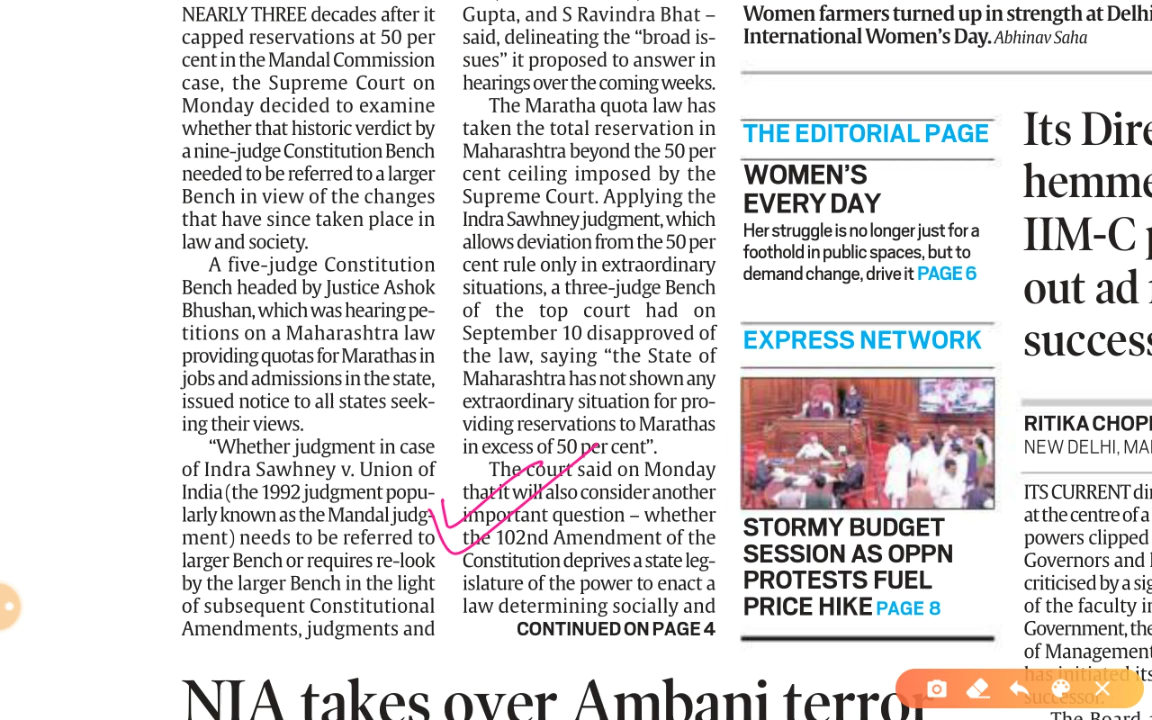 NEARLY THREE decades after it
capped reservations at 50 per
cent in the Mandal Commission
case, the Supreme Court on
Monday decided to examine
whether that historic verdict by
a nine-judge Constitution Bench
needed to be referred to a larger
Bench in view of the changes
that have since taken place in
law and society.
A five-judge Constitution
Bench headed by Justice Ashok
Bhushan, which was hearing pe-
titions on a Maharashtra law
providing quotas for Marathas in
jobs and admissions in the state,
issued notice to all states seek-
ing their views.
“Whether judgment in case
of Indra Sawhney v. Union of
India (the 1992 judgment popu-
larly known as the Mandal judg-
ment) needs to be referred to
larger Bench or requires re-look
by the larger Bench in the light
of subsequent Constitutional
Amendments, judgments and
Gupta, and S Ravindra Bhat –
said, delineating the “broad is-
sues” it proposed to answer in
hearings over the coming weeks.
The Maratha quota law has
taken the total reservation in
Maharashtra beyond the 50 per
cent ceiling imposed by the
Supreme Court. Applying the
Indra Sawhney judgment, which
allows deviation from the 50 per
cent rule only in extraordinary
situations, a three-judge Bench
of the top court had on
September 10 disapproved of
the law, saying “the State of
Maharashtra has not shown any
extraordinary situation for pro-
viding reservations to Marathas
in excess of 50 per cent”.
The court said on Monday
that it will also consider another
important question – whether
the 102nd Amendment of the
Constitution deprives a state leg-
islature of the power to enact a
law determining socially and
CONTINUED ON PAGE 4
Women farmers turned up in strength at Delhi
International Women’s Day. Abhinav Saha
THE EDITORIAL PAGE
WOMEN’S
EVERY DAY
Her struggle is no longer just for a
foothold in public spaces, but to
demand change, drive it PAGE 6
EXPRESS NETWORK
STORMY BUDGET
SESSION AS OPPN
PROTESTS FUEL
PRICE HIKE PAGE 8
Its Dire
hemme
IIM-C
out ad
success
RITIKA CHOP
NEW DELHI, MA
ITS CURRENT di
at the centre of a
powers clipped
Governors and
criticised by a sig
of the faculty i
Government, the
of Management
has initiated its
successor.
The Board
NIA takes over Ambani terror